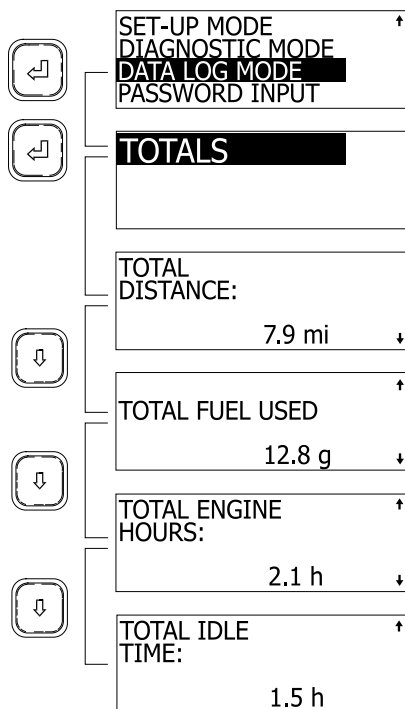 SET-UP MODE
DIAGNOSTIC MODE
DATA LOG MODE
PASSWORD INPUT
TOTALS
TOTAL
DISTANCE:
7.9 mi
TOTAL FUEL USED
12.8 g
TOTAL ENGINE
HOURS:
2.1 h
TOTAL IDLE
TIME:
1.5 h